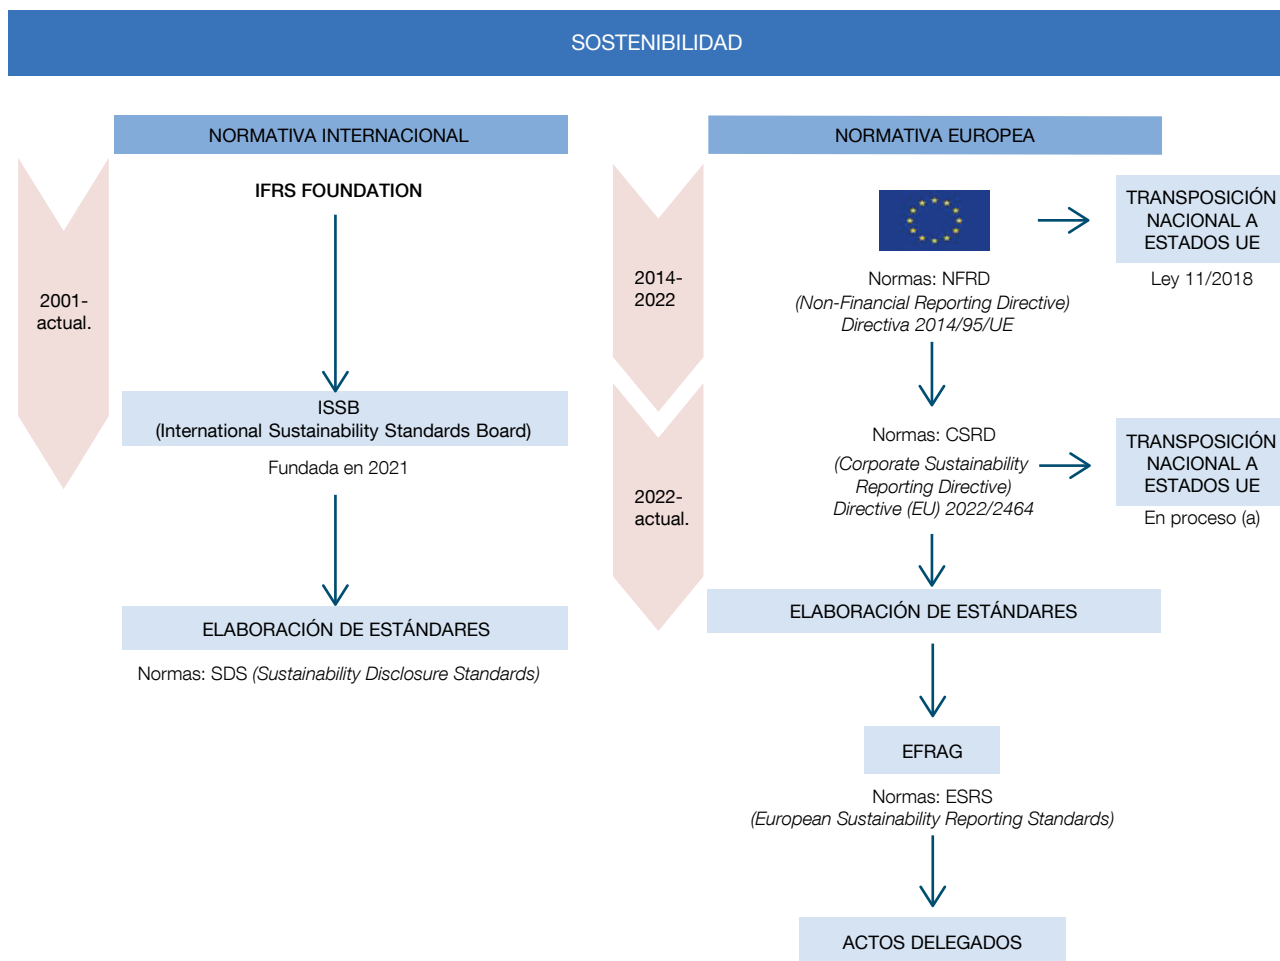 SOSTENIBILIDAD
NORMATIVA INTERNACIONAL
IFRS FOUNDATION
2001-
actual.
ISSB
(International Sustainability Standards Board)
Fundada en 2021
ELABORACIÓN DE ESTÁNDARES
Normas: SDS (Sustainability Disclosure Standards)
NORMATIVA EUROPEA
2014-
2022
Normas: NFRD
(Non-Financial Reporting Directive)
Directiva 2014/95/UE
TRANSPOSICIÓN
NACIONAL A
ESTADOS UE
Ley 11/2018
2022-
actual.
Normas: CSRD
(Corporate Sustainability
Reporting Directive)
Directive (EU) 2022/2464
TRANSPOSICIÓN
NACIONAL A
ESTADOS UE
En proceso (a)
ELABORACIÓN DE ESTÁNDARES
EFRAG
Normas: ESRS
(European Sustainability Reporting Standards)
ACTOS DELEGADOS